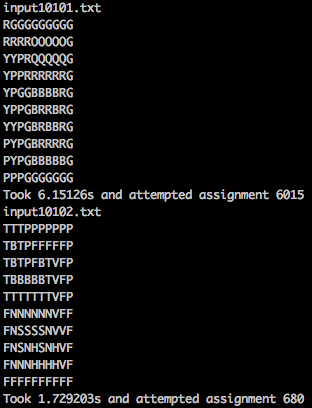 input10101.txt
RGGGGGGGGG
RRRROOOOOG
YYPRQQQQQG
YPPRRRRRRG
YPGGBBBBRG
YPPGBRRBRG
YYPGBRBBRG
PYPGBRRRRG
PYPGBBBBBG
PPPGGGGGGG
Took 6.15126s and attempted assignment 6015
input10102.txt
TTTPPPPPPP
TBTPFFFFFP
TBTPFBTVFP
TBBBBBTVFP
TTTTTTTVFP
FNNNNNNVFF
FNSSSSNVVF
FNSNHSNHVF
FNNNHHHHVF
FFFFFFFFFF
Took 1.729203s and attempted assignment 680